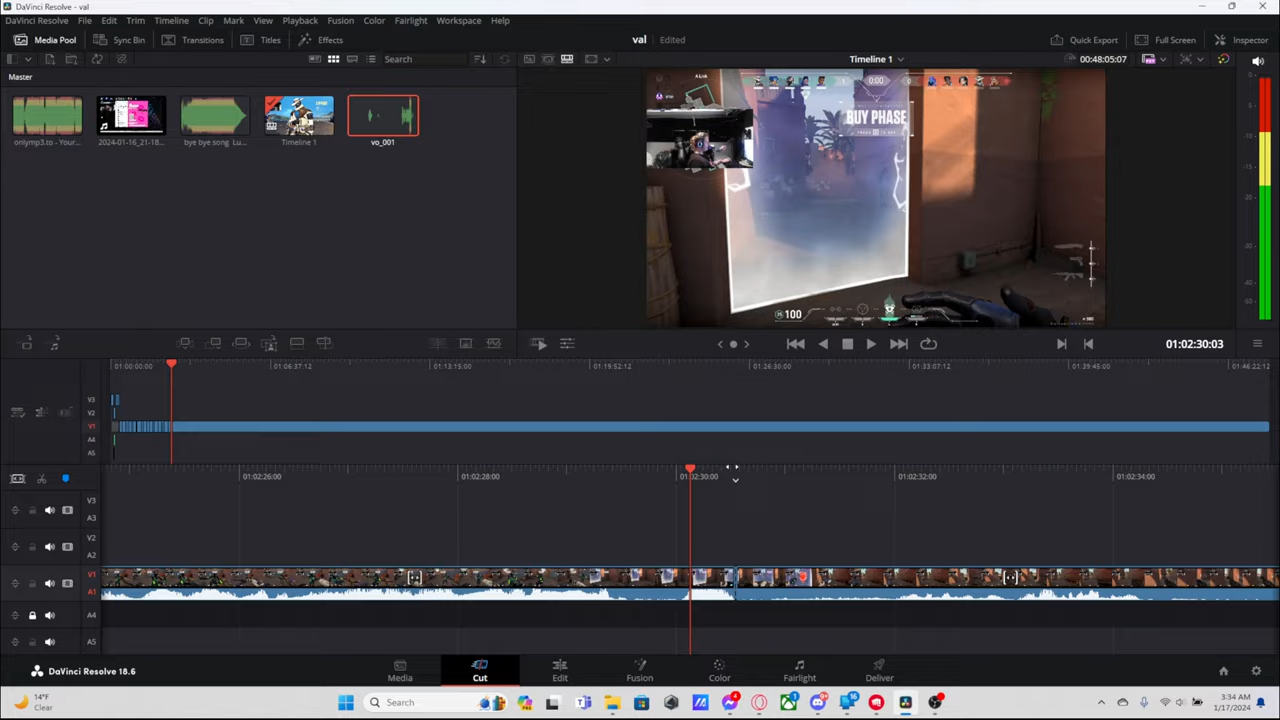 DaVinci Resolve - val
DaVinci Resolve File Edit Trim Timeline Clip Mark View Playback Fusion Color Fairlight Workspace Help
Media Pool Sync Bin Transitions Titles Effects val Edited Quick Export Full Screen Inspector
Search Timeline 1 00:48:05:07
Master
onlymp3.to - Your... 2024-01-16_21-18... bye bye song Lu... Timeline 1 vo_001
0:00
BUY PHASE
100
01:02:30:03
01:00:00:00 01:06:37:12 01:13:15:00 01:19:52:12 01:26:30:00 01:33:07:12 01:39:45:00 01:46:22:12
V3
V2
V1
A4
A5
01:02:26:00 01:02:28:00 01:02:30:00 01:02:32:00 01:02:34:00
V3
A3
V2
A2
V1
A1
A4
A5
DaVinci Resolve 18.6 Media Cut Edit Fusion Color Fairlight Deliver
14°F
Clear
Search
3:34 AM
1/17/2024